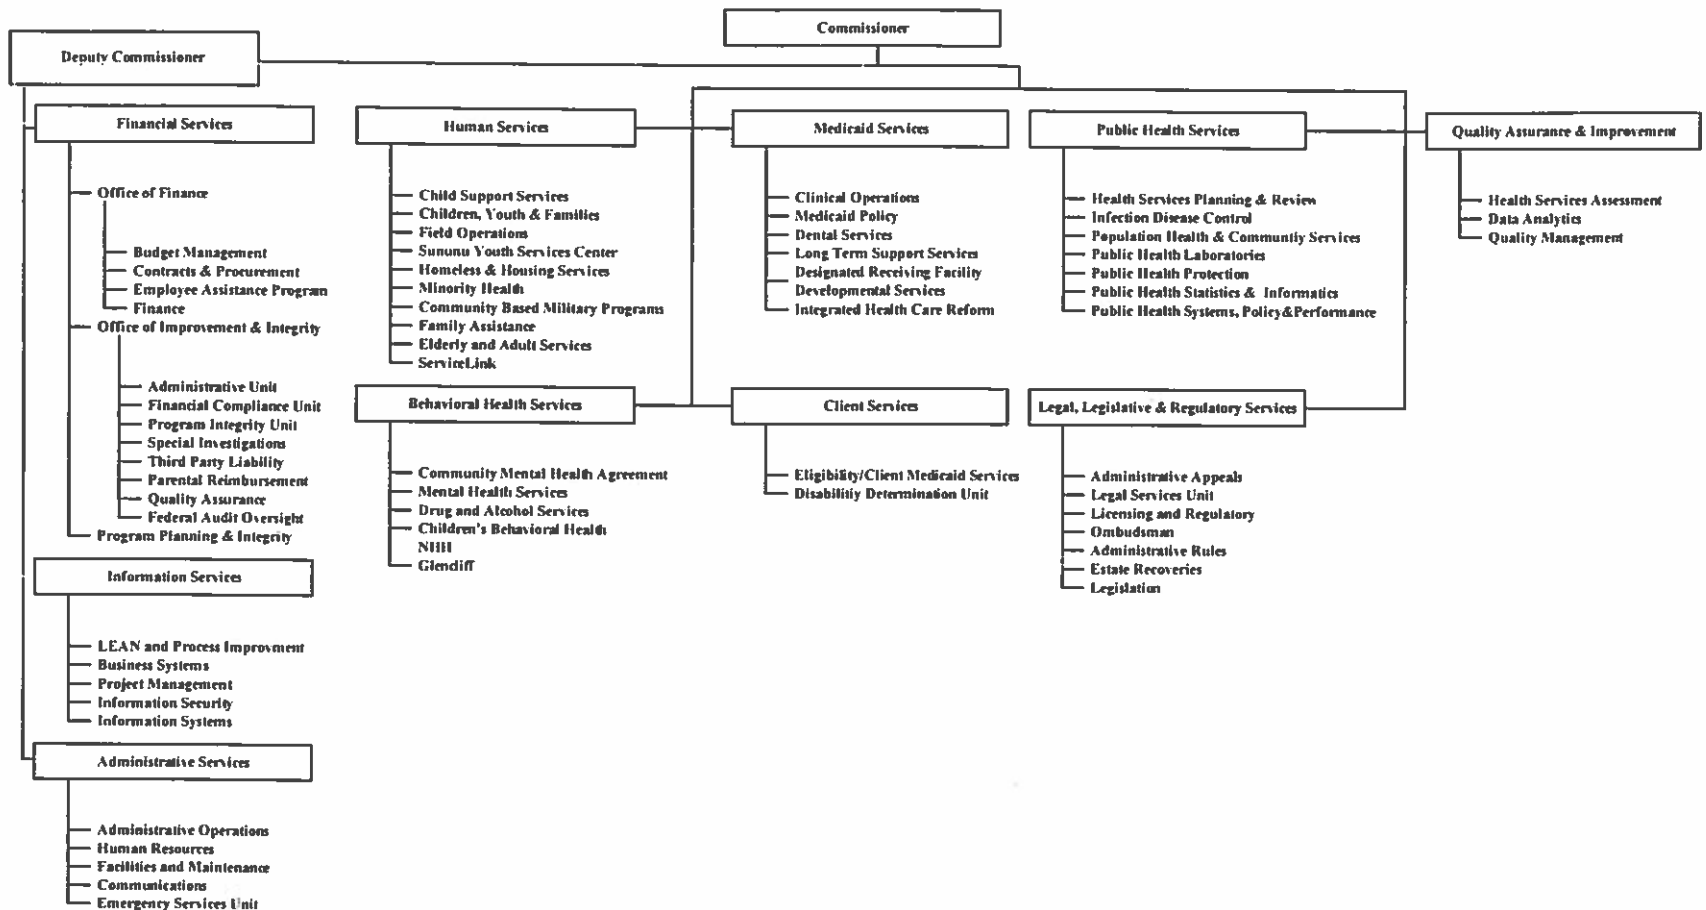 Commissioner
Deputy Commissioner
Financial Services
Office of Finance
Budget Management
Contracts & Procurement
Employee Assistance Program
Finance
Office of Improvement & Integrity
Administrative Unit
Financial Compliance Unit
Program Integrity Unit
Special Investigations
Third Party Liability
Parental Reimbursement
Quality Assurance
Federal Audit Oversight
Program Planning & Integrity
Information Services
LEAN and Process Improvment
Business Systems
Project Management
Information Security
Information Systems
Administrative Services
Administrative Operations
Human Resources
Facilities and Maintenance
Communications
Emergency Services Unit
Human Services
Child Support Services
Children, Youth & Families
Field Operations
Sununu Youth Services Center
Homeless & Housing Services
Minority Health
Community Based Military Programs
Family Assistance
Elderly and Adult Services
ServiceLink
Behavioral Health Services
Community Mental Health Agreement
Mental Health Services
Drug and Alcohol Services
Children's Behavioral Health
NHH
Glencliff
Medicaid Services
Clinical Operations
Medicaid Policy
Dental Services
Long Term Support Services
Designated Receiving Facility
Developmental Services
Integrated Health Care Reform
Client Services
Eligibility/Client Medicaid Services
Disabilitiy Determination Unit
Public Health Services
Health Services Planning & Review
Infection Disease Control
Population Health & Community Services
Public Health Laboratories
Public Health Protection
Public Health Statistics & Informatics
Public Health Systems, Policy&Performance
Legal, Legislative & Regulatory Services
Administrative Appeals
Legal Services Unit
Licensing and Regulatory
Ombudsman
Administrative Rules
Estate Recoveries
Legislation
Quality Assurance & Improvement
Health Services Assessment
Data Analytics
Quality Management